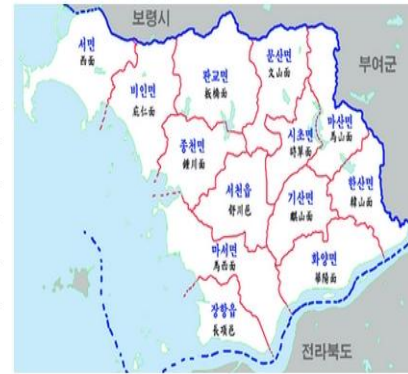 보령시
부여군
서면
西面
비인면
庇仁面
판교면
板橋面
문산면
文山面
마산면
馬山面
시초면
時草面
종천면
鍾川面
한산면
韓山面
서천읍
舒川邑
기산면
麒山面
마서면
馬西面
화양면
華陽面
장항읍
長項邑
전라북도